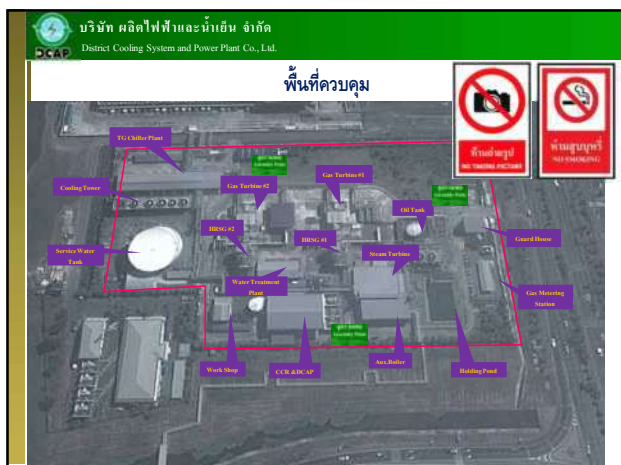 บริษัท ผลิตไฟฟ้าและน้ำเย็น จำกัด
DCAP
District Cooling System and Power Plant Co., Ltd.
พื้นที่ควบคุม
ห้ามถ่ายรูป
NO TAKING PICTURE
ห้ามสูบบุหรี่
NO SMOKING
TG Chiller Plant
Gas Turbine #1
Gas Turbine #2
Cooling Tower
Oil Tank
HRSG #2
HRSG #1
Guard House
Service Water
Tank
Steam Turbine
Water Treatment
Plant
Gas Metering
Station
Work Shop
CCR &DCAP
Aux.Boiler
Holding Pond